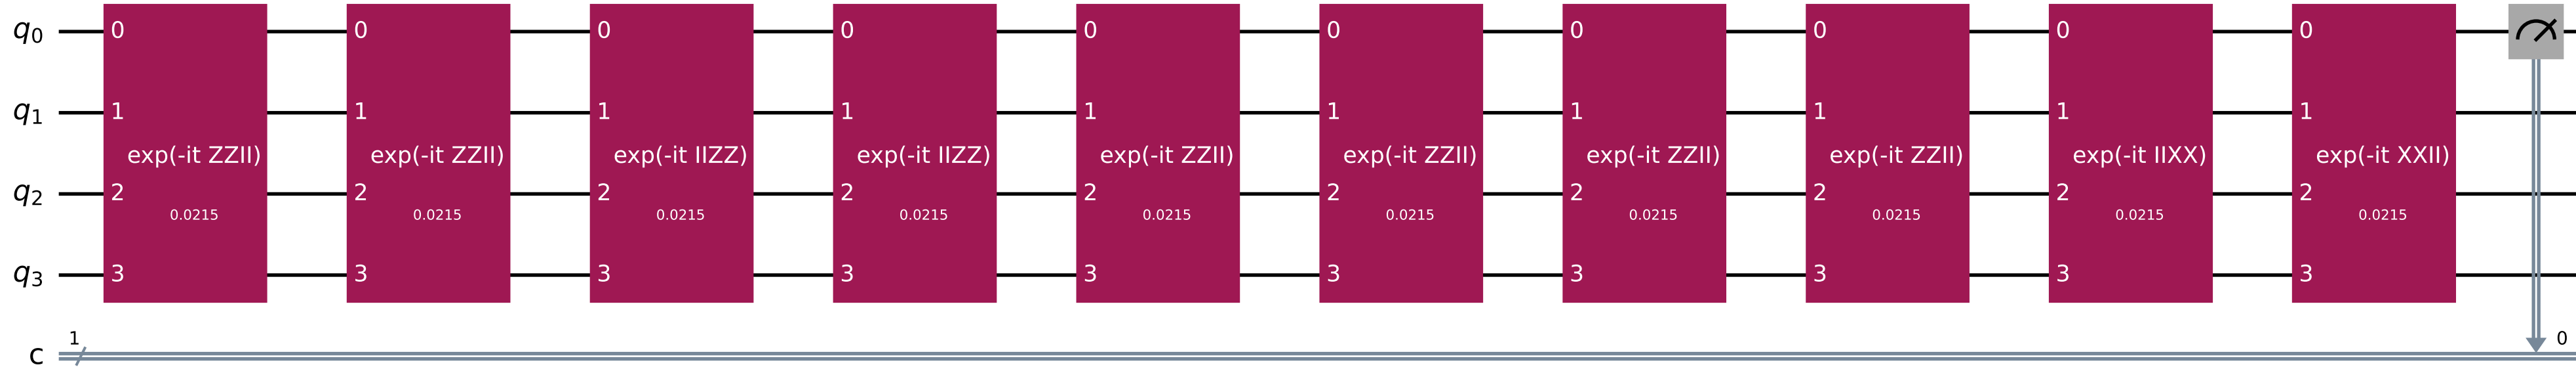 q0 0 0 0 0 0 0 0 0 0 0
q1 1 1 1 1 1 1 1 1 1 1
exp(-it ZZII) exp(-it ZZII) exp(-it IIZZ) exp(-it IIZZ) exp(-it ZZII) exp(-it ZZII) exp(-it ZZII) exp(-it ZZII) exp(-it IIXX) exp(-it XXII)
q2 2 2 2 2 2 2 2 2 2 2
0.0215 0.0215 0.0215 0.0215 0.0215 0.0215 0.0215 0.0215 0.0215 0.0215
q3 3 3 3 3 3 3 3 3 3 3
1 0
c